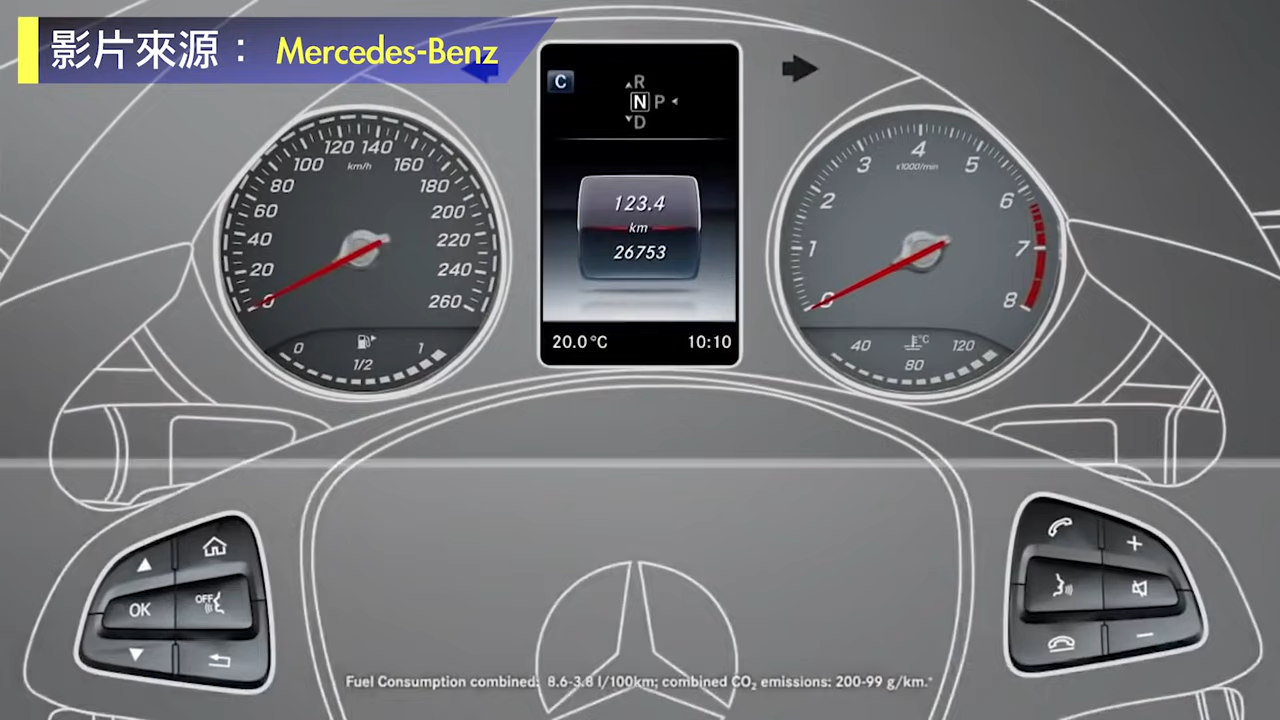 影片來源： Mercedes-Benz
C
R
N P
D
120 140
100 km/h 160
80 180
60 200
40 220
20 240
0 260
0 1
1/2
123.4
km
26753
20.0 °C 10:10
4
3 x1000/min 5
2 6
1 7
0 8
40 °C 120
80
OK OFF
+
−
Fuel Consumption combined: 8.6-3.8 l/100km; combined CO₂ emissions: 200-99 g/km.*